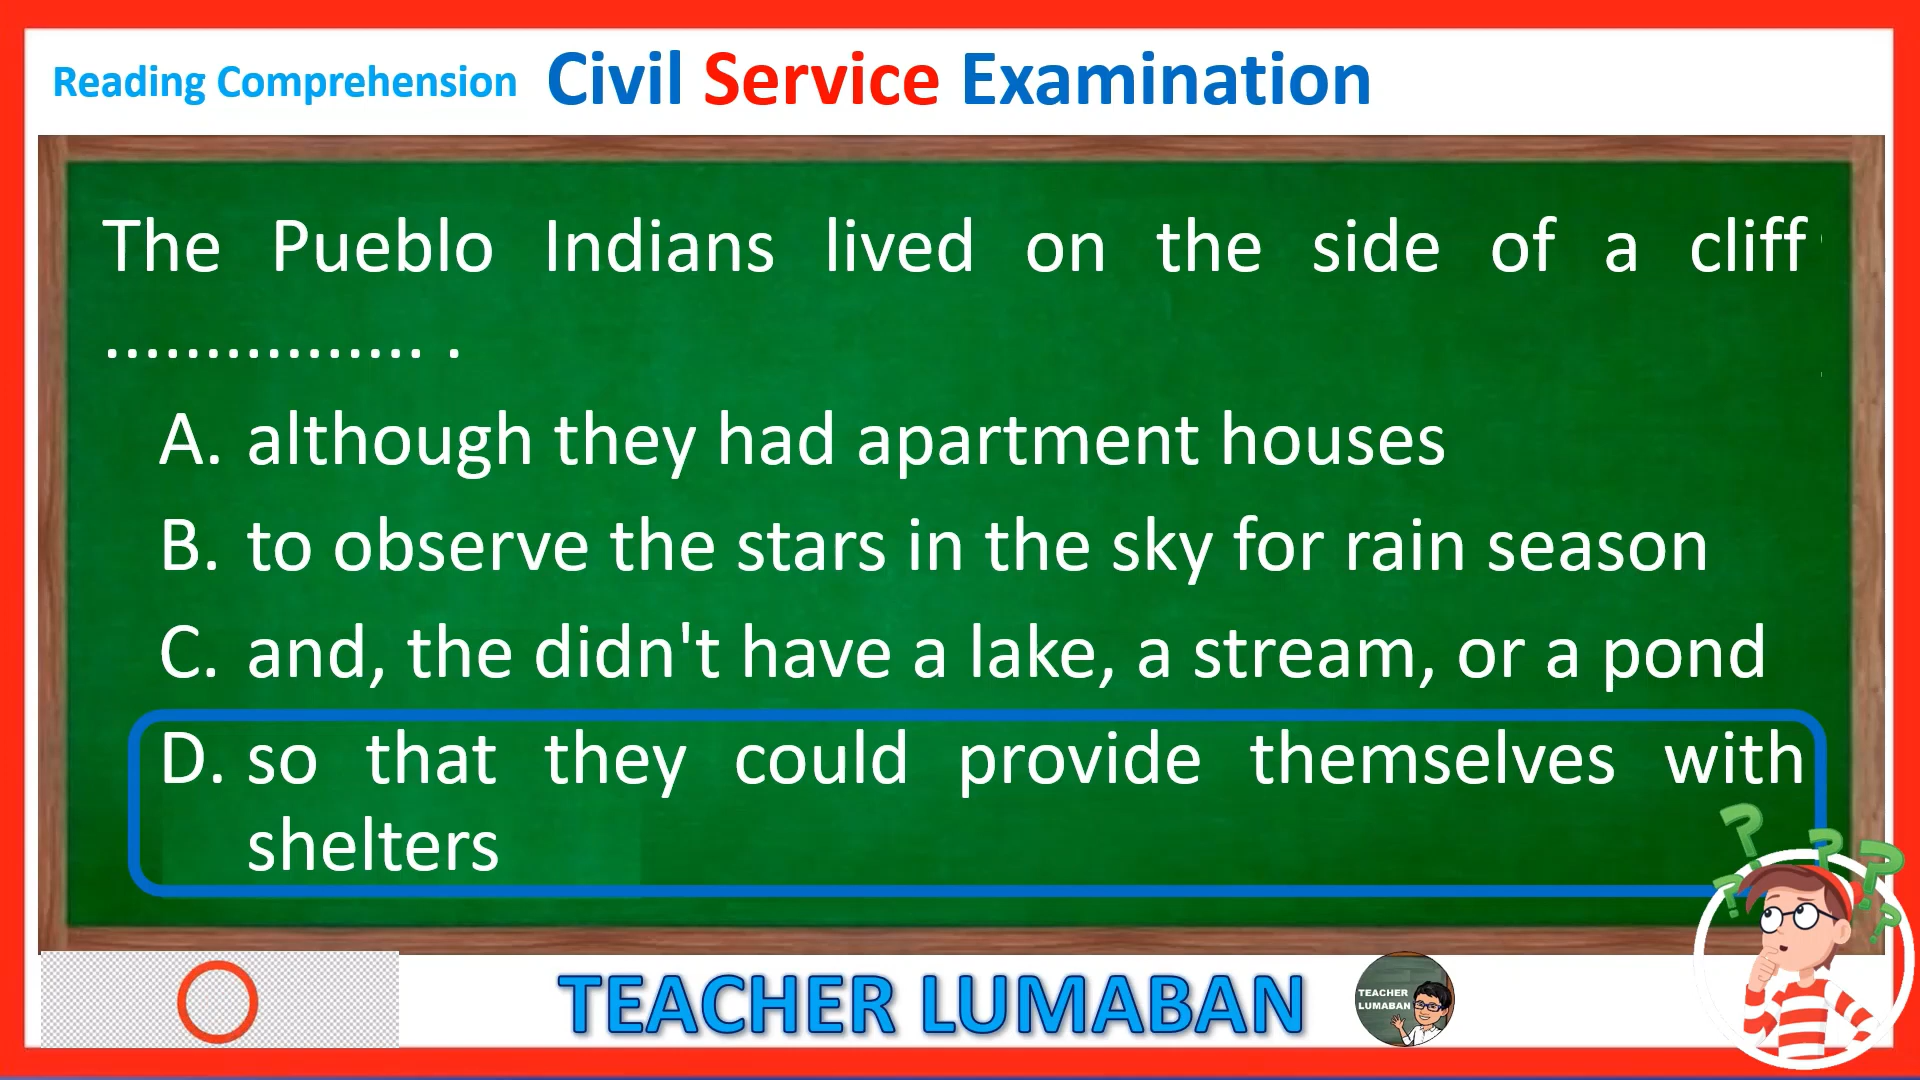 Reading Comprehension Civil Service Examination
The Pueblo Indians lived on the side of a cliff
................ .
A. although they had apartment houses
B. to observe the stars in the sky for rain season
C. and, the didn't have a lake, a stream, or a pond
D. so that they could provide themselves with
shelters
TEACHER LUMABAN
TEACHER
LUMABAN